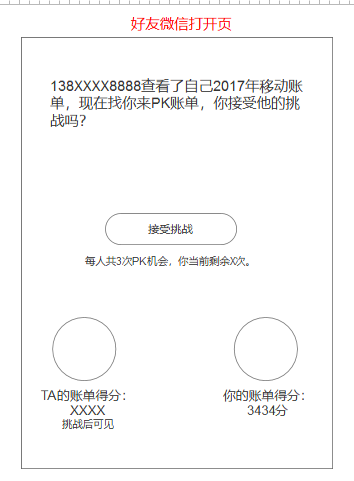 好友微信打开页
138XXXX8888查看了自己2017年移动账
单，现在找你来PK账单，你接受他的挑
战吗？
接受挑战
每人共3次PK机会，你当前剩余X次。
TA的账单得分：
XXXX
挑战后可见
你的账单得分：
3434分